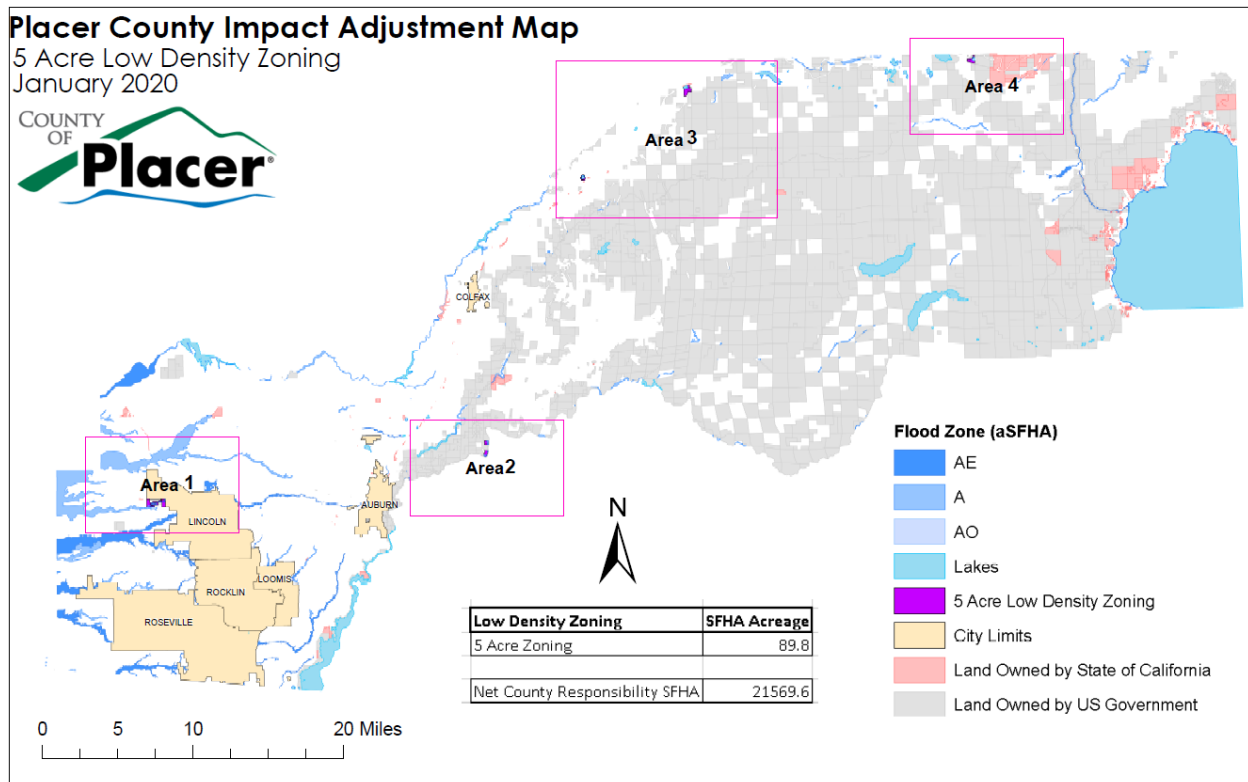 Placer County Impact Adjustment Map
5 Acre Low Density Zoning
January 2020
COUNTY
OF
Placer®
Area 4
Area 3
COLFAX
Area 2
Area 1
AUBURN
LINCOLN
LOOMIS
ROCKLIN
ROSEVILLE
N
Flood Zone (aSFHA)
AE
A
AO
Lakes
5 Acre Low Density Zoning
City Limits
Land Owned by State of California
Land Owned by US Government
Low Density Zoning SFHA Acreage
5 Acre Zoning 89.8
Net County Responsibility SFHA 21569.6
0 5 10 20 Miles